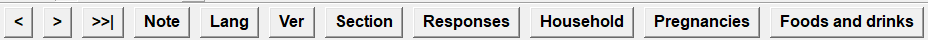 < > >>| Note Lang Ver Section Responses Household Pregnancies Foods and drinks